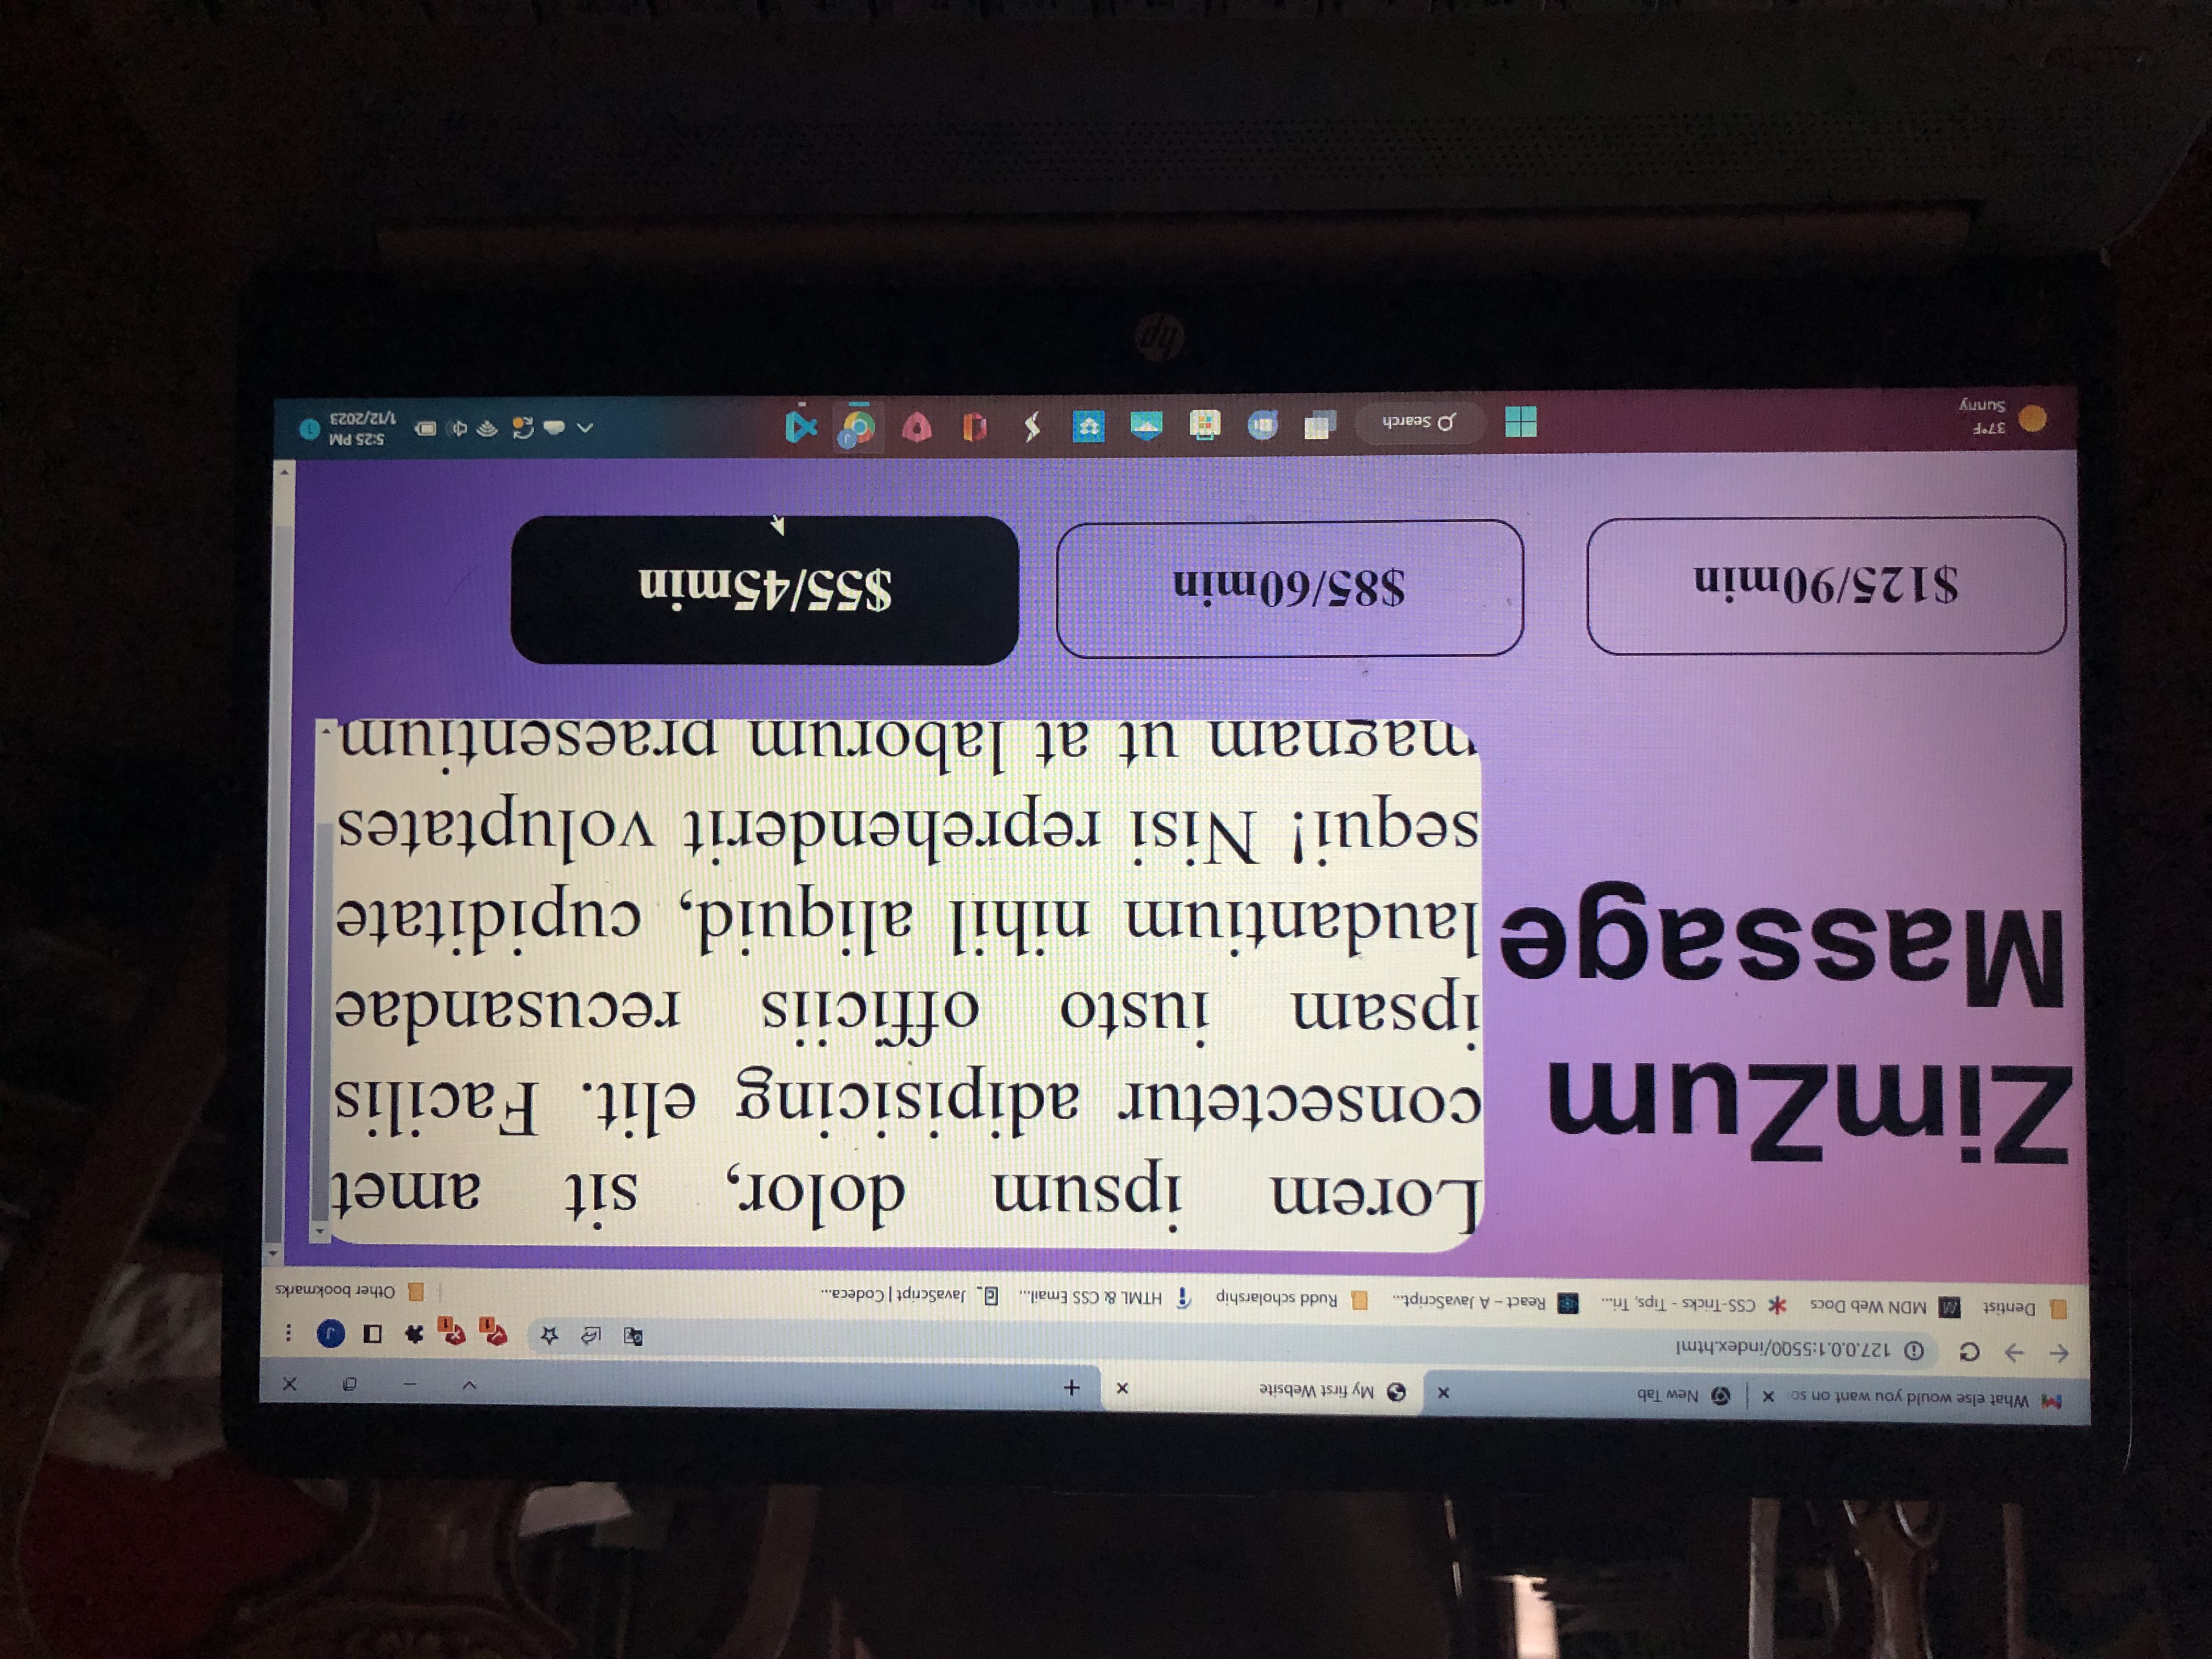 What else would you want on so
New Tab
My first Website
127.0.0.1:5500/index.html
1
1
J
Dentist
MDN Web Docs
CSS-Tricks - Tips, Tri...
React – A JavaScript...
Rudd scholarship
HTML & CSS Email...
JavaScript | Codeca...
Other bookmarks
ZimZum
Massage
Lorem ipsum dolor, sit amet
consectetur adipisicing elit. Facilis
ipsam iusto officiis recusandae
laudantium nihil aliquid, cupiditate
sequi! Nisi reprehenderit voluptates
magnam ut at laborum praesentium.
$125/90min
$85/60min
$55/45min
37°F
Sunny
Search
J
5:25 PM
1/12/2023
1
hp